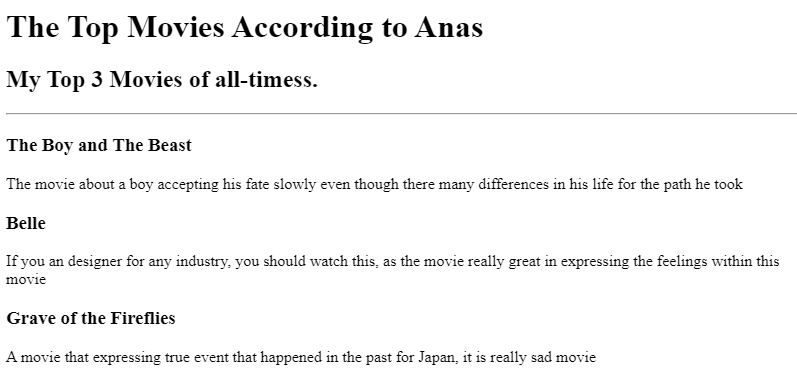 The Top Movies According to Anas
My Top 3 Movies of all-timess.
The Boy and The Beast
The movie about a boy accepting his fate slowly even though there many differences in his life for the path he took
Belle
If you an designer for any industry, you should watch this, as the movie really great in expressing the feelings within this
movie
Grave of the Fireflies
A movie that expressing true event that happened in the past for Japan, it is really sad movie